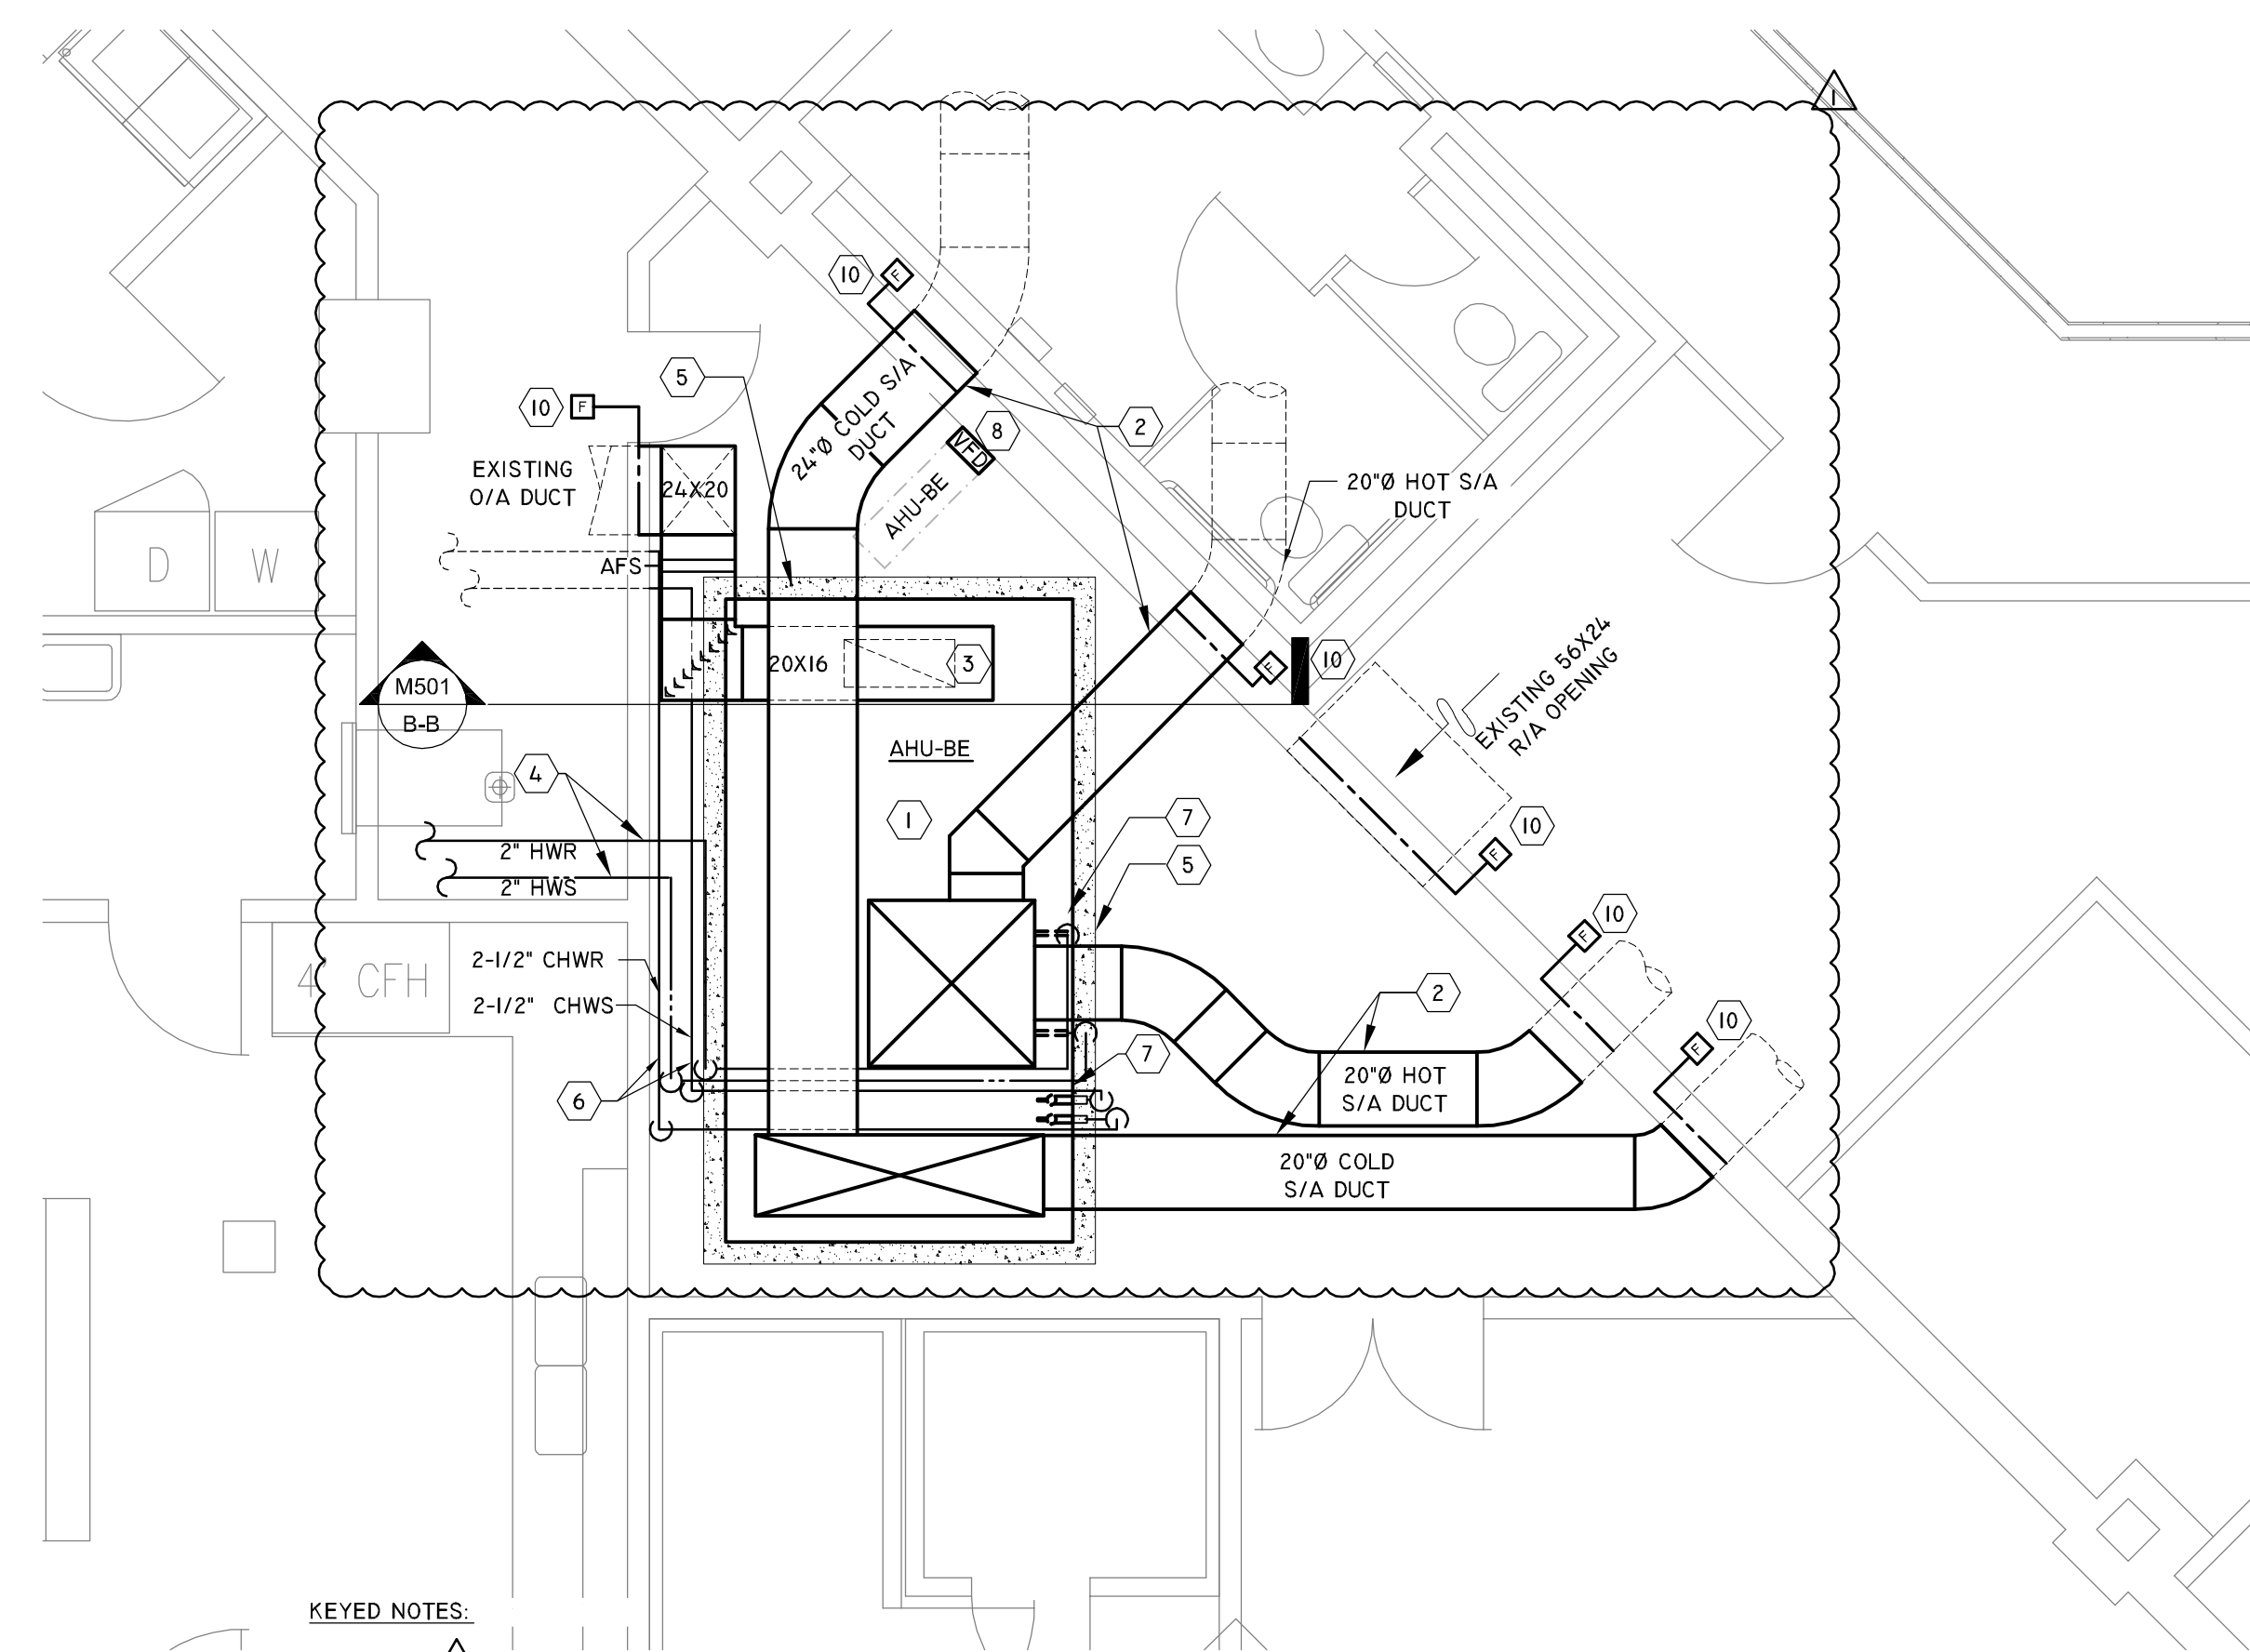 1
10
F
5
10
F
24"Ø COLD S/A
DUCT
2
8
VFD
AHU-BE
EXISTING
O/A DUCT
24X20
20"Ø HOT S/A
DUCT
AFS
D
W
20X16
3
F
10
M501
B-B
EXISTING 56X24
R/A OPENING
AHU-BE
4
1
7
5
10
F
2" HWR
2" HWS
10
F
2-1/2" CHWR
2-1/2" CHWS
4' CFH
2
10
F
7
6
20"Ø HOT
S/A DUCT
20"Ø COLD
S/A DUCT
KEYED NOTES: